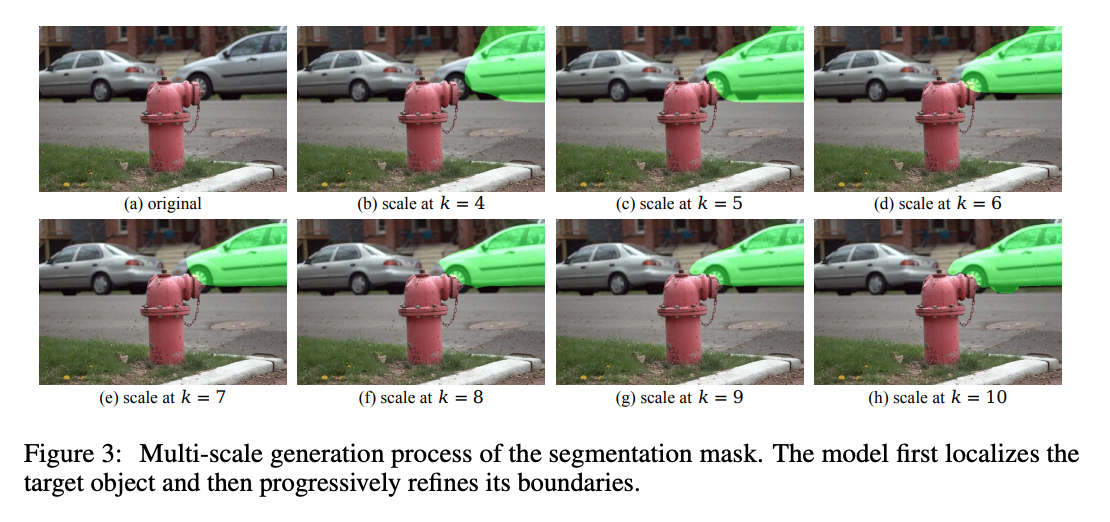 (a) original
(b) scale at k = 4
(c) scale at k = 5
(d) scale at k = 6
(e) scale at k = 7
(f) scale at k = 8
(g) scale at k = 9
(h) scale at k = 10
Figure 3: Multi-scale generation process of the segmentation mask. The model first localizes the
target object and then progressively refines its boundaries.